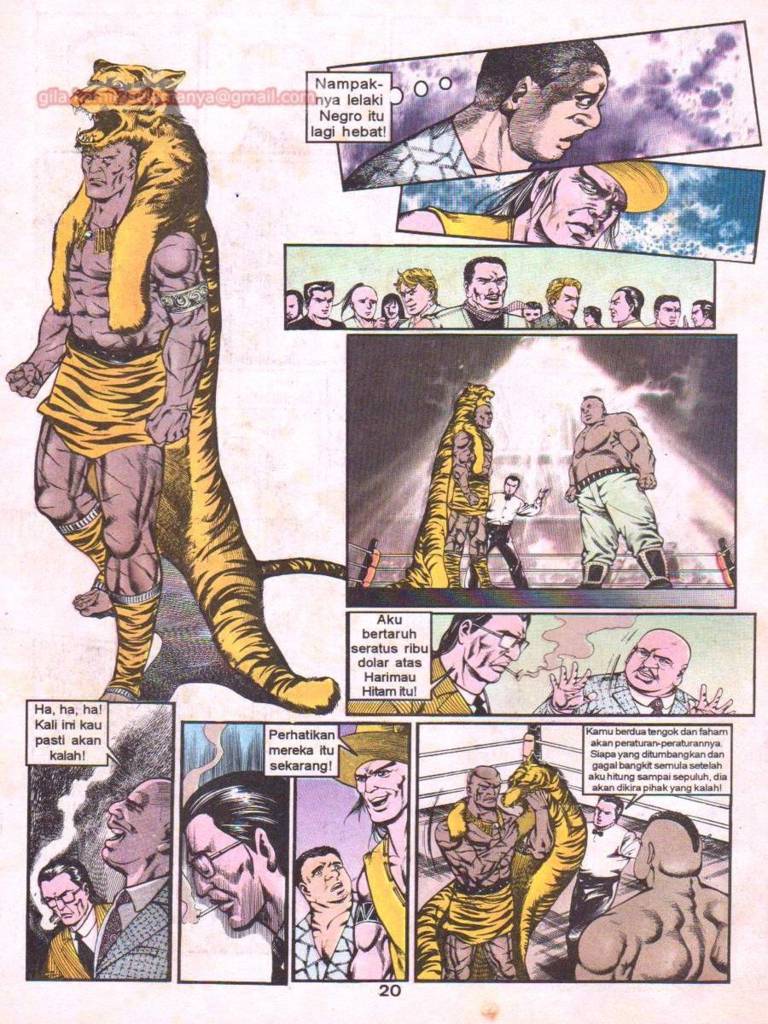 Nampak-
nya lelaki
Negro itu
lagi hebat!
Aku
bertaruh
seratus ribu
dolar atas
Harimau
Hitam itu!
Ha, ha, ha!
Kali ini kau
pasti akan
kalah!
Perhatikan
mereka itu
sekarang!
Kamu berdua tengok dan faham
akan peraturan-peraturannya.
Siapa yang ditumbangkan dan
gagal bangkit semula setelah
aku hitung sampai sepuluh, dia
akan dikira pihak yang kalah!
20